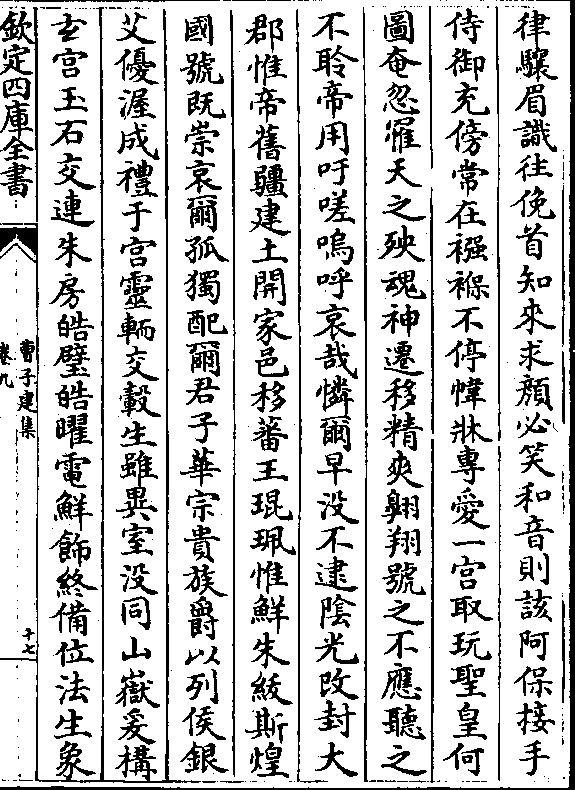 律驤眉識往俛首知來求顔必笑和音則該阿保接手
侍御充傍常在襁褓不停幃牀專愛一宫取玩聖皇何
圖奄忽罹天之殃魂神遷移精爽翺翔號之不應聽之
不聆帝用吁嗟嗚呼哀哉憐爾早没不逮陰光改封大
郡惟帝舊疆建土開家邑移蕃王琨珮惟鮮朱紱斯煌
國號既崇哀爾孤獨配爾君子華宗貴族爵以列侯銀
艾優渥成禮于宫靈輀交轂生雖異室没同山嶽爰構
𤣥宫玉石交連朱房皓壁皓曜電鮮飾終備位法生象
欽定四庫全書
曹子建集
卷九
十七